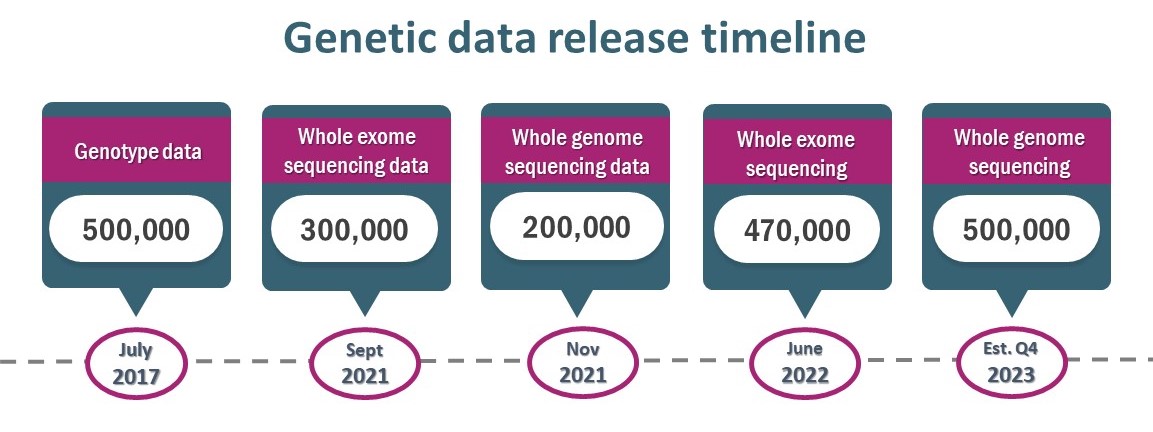 Genetic data release timeline
Genotype data
500,000
July
2017
Whole exome
sequencing data
300,000
Sept
2021
Whole genome
sequencing data
200,000
Nov
2021
Whole exome
sequencing
470,000
June
2022
Whole genome
sequencing
500,000
Est. Q4
2023